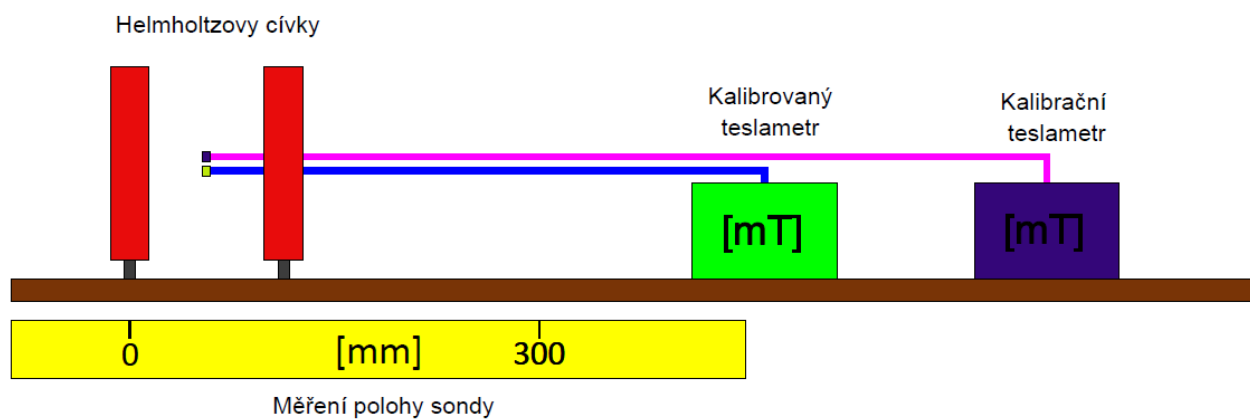 Helmholtzovy cívky
Kalibrovaný
teslametr
Kalibrační
teslametr
[mT]
[mT]
0
[mm]
300
Měření polohy sondy